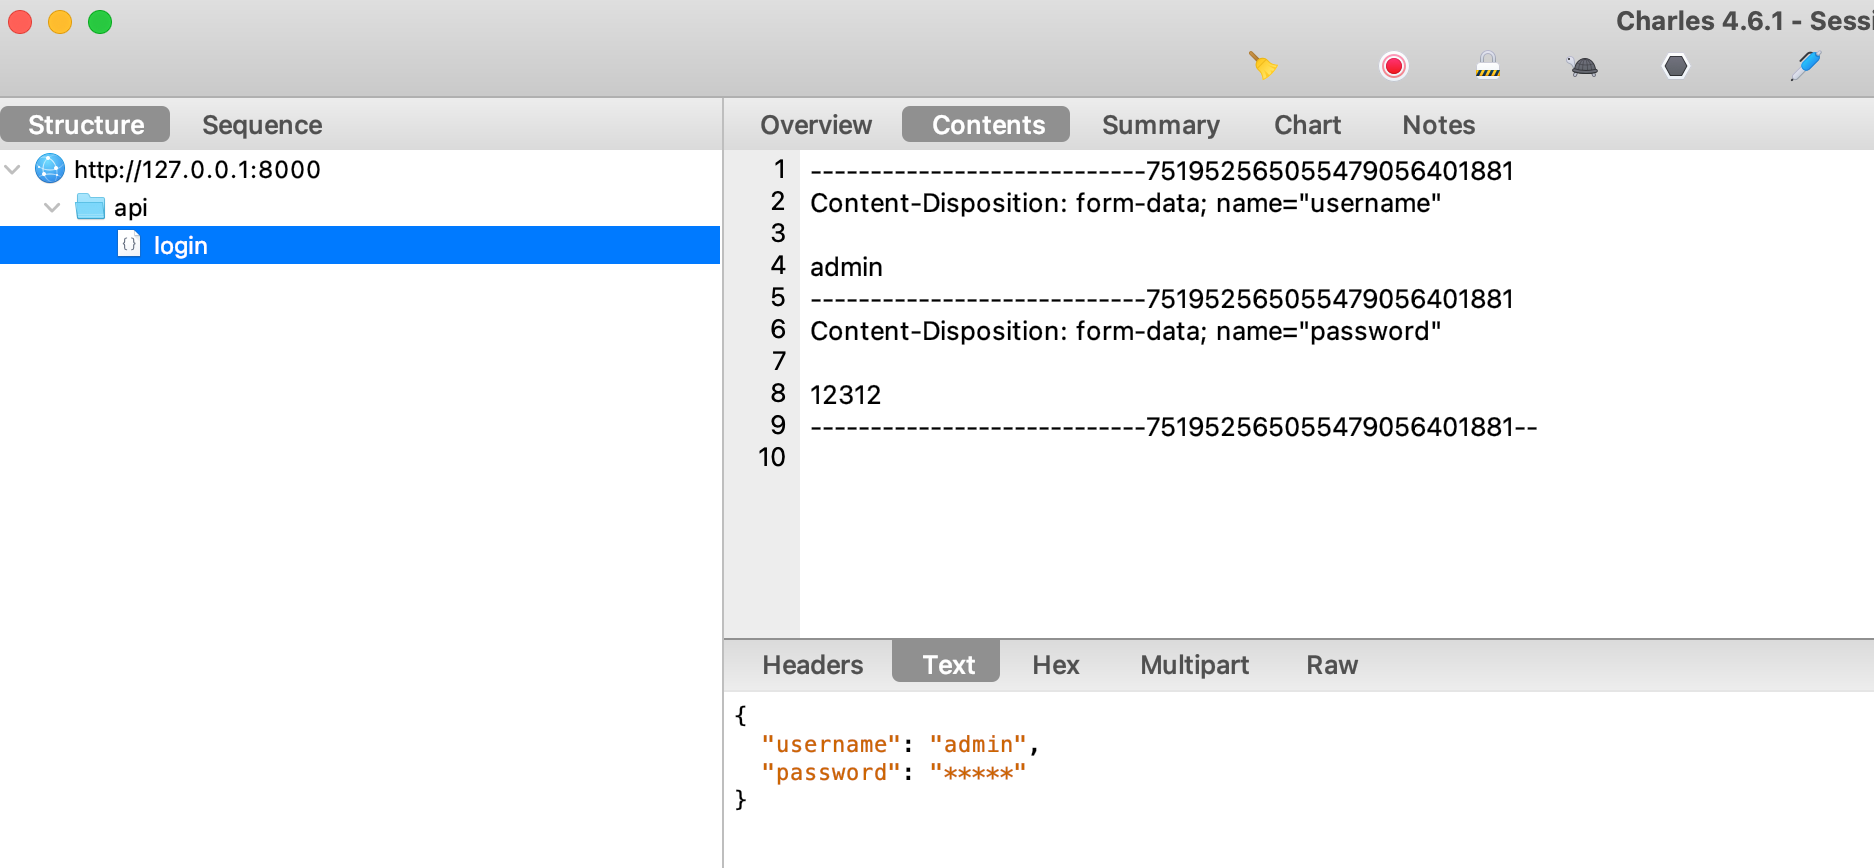 Charles 4.6.1 - Sessi
Structure Sequence
http://127.0.0.1:8000
api
{} login
Overview Contents Summary Chart Notes
1 ----------------------------751952565055479056401881
2 Content-Disposition: form-data; name="username"
3
4 admin
5 ----------------------------751952565055479056401881
6 Content-Disposition: form-data; name="password"
7
8 12312
9 ----------------------------751952565055479056401881--
10
Headers Text Hex Multipart Raw
{
"username": "admin",
"password": "*****"
}